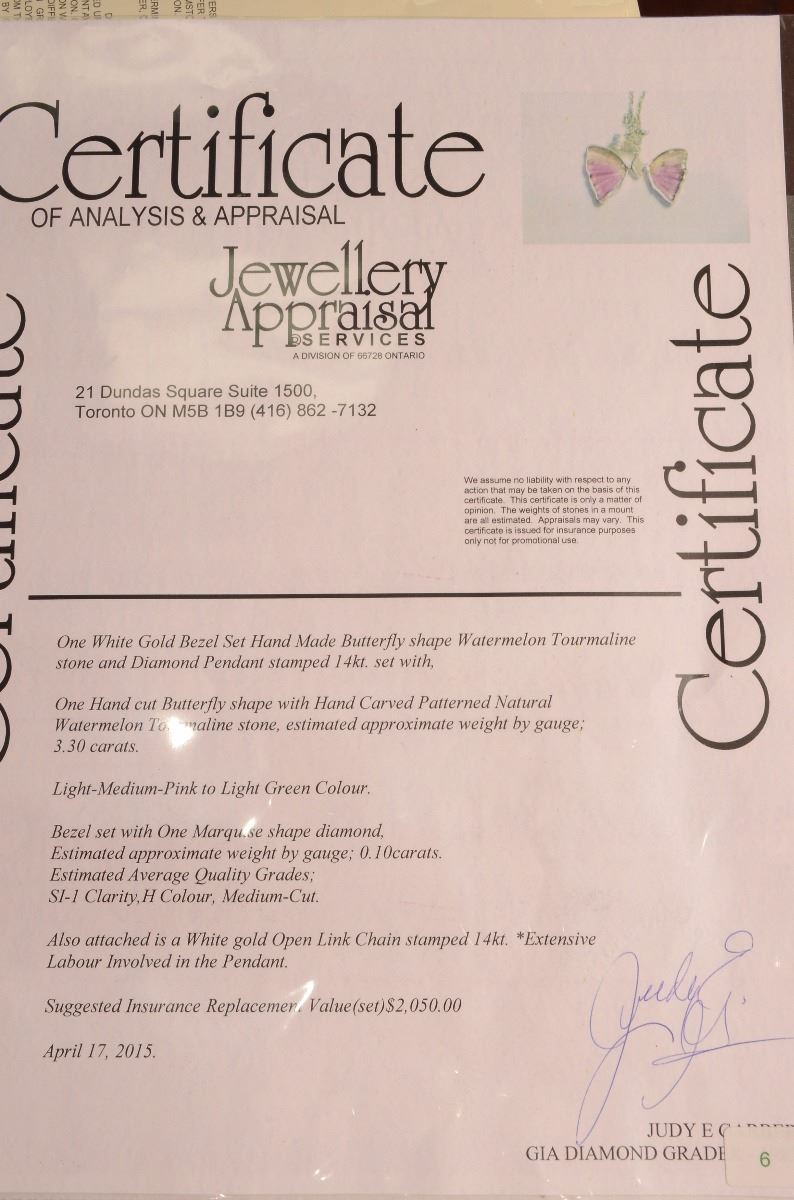 Certificate
OF ANALYSIS & APPRAISAL
Jewellery
Appraisal
SERVICES
A DIVISION OF 66728 ONTARIO
21 Dundas Square Suite 1500,
Toronto ON M5B 1B9 (416) 862 -7132
We assume no liability with respect to any
action that may be taken on the basis of this
certificate. This certificate is only a matter of
opinion. The weights of stones in a mount
are all estimated. Appraisals may vary. This
certificate is issued for insurance purposes
only not for promotional use.
Certificate
Certificate
One White Gold Bezel Set Hand Made Butterfly shape Watermelon Tourmaline
stone and Diamond Pendant stamped 14kt. set with,
One Hand cut Butterfly shape with Hand Carved Patterned Natural
Watermelon Tourmaline stone, estimated approximate weight by gauge;
3.30 carats.
Light-Medium-Pink to Light Green Colour.
Bezel set with One Marquise shape diamond,
Estimated approximate weight by gauge; 0.10carats.
Estimated Average Quality Grades;
SI-1 Clarity,H Colour, Medium-Cut.
Also attached is a White gold Open Link Chain stamped 14kt. *Extensive
Labour Involved in the Pendant.
Suggested Insurance Replacement Value(set)$2,050.00
April 17, 2015.
JUDY E
GIA DIAMOND GRADE
6